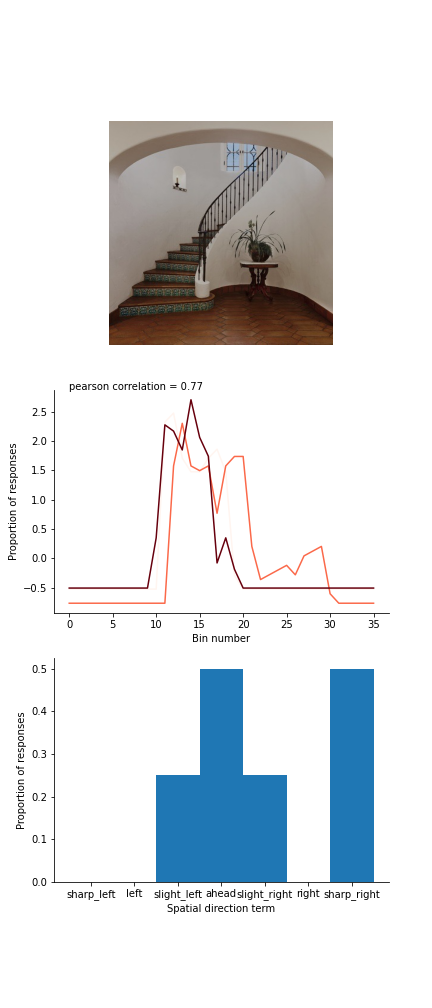 pearson correlation = 0.77
2.5
2.0
1.5
1.0
0.5
0.0
−0.5
Proportion of responses
0 5 10 15 20 25 30 35
Bin number
0.5
0.4
0.3
0.2
0.1
0.0
Proportion of responses
sharp_left left slight_left ahead slight_right right sharp_right
Spatial direction term